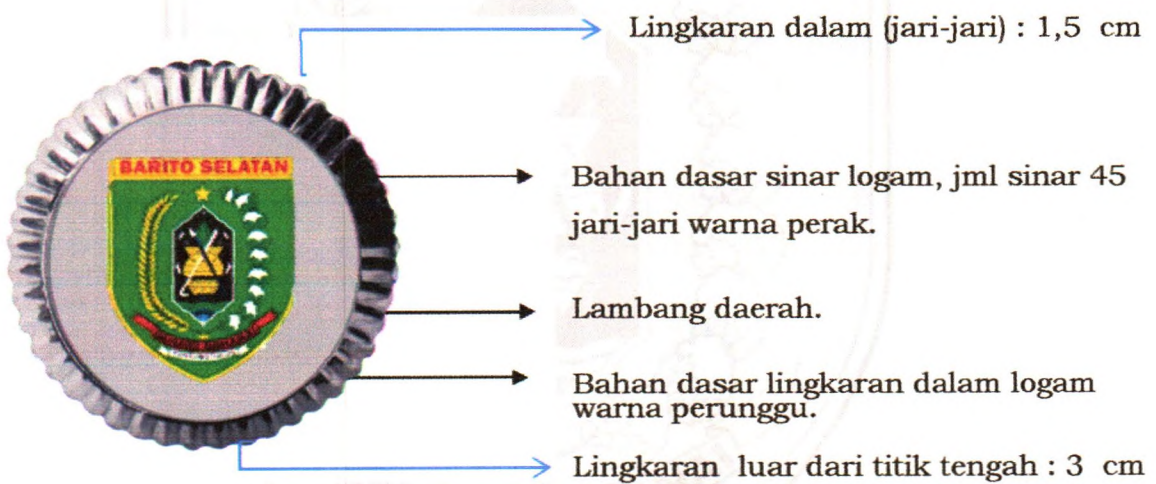 Lingkaran dalam (jari-jari) : 1,5 cm
BARITO SELATAN
Bahan dasar sinar logam, jml sinar 45
jari-jari warna perak.
Lambang daerah.
Bahan dasar lingkaran dalam logam
warna perunggu.
Lingkaran luar dari titik tengah : 3 cm